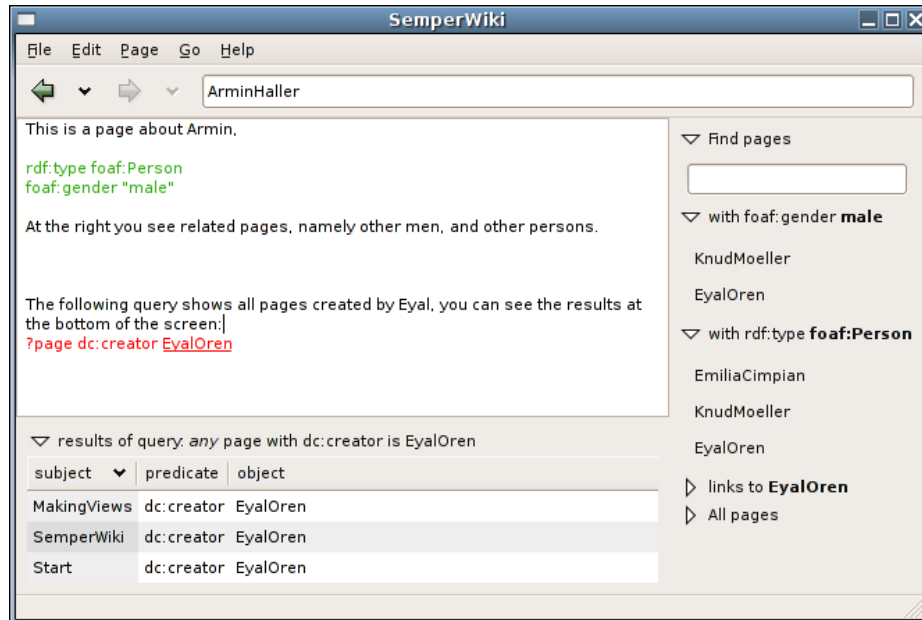 SemperWiki
File Edit Page Go Help
ArminHaller
This is a page about Armin,
rdf:type foaf:Person
foaf:gender "male"
At the right you see related pages, namely other men, and other persons.
The following query shows all pages created by Eyal, you can see the results at
the bottom of the screen:
?page dc:creator EyalOren
results of query: any page with dc:creator is EyalOren
subject predicate object
MakingViews dc:creator EyalOren
SemperWiki dc:creator EyalOren
Start dc:creator EyalOren
Find pages
with foaf:gender male
KnudMoeller
EyalOren
with rdf:type foaf:Person
EmiliaCimpian
KnudMoeller
EyalOren
links to EyalOren
All pages